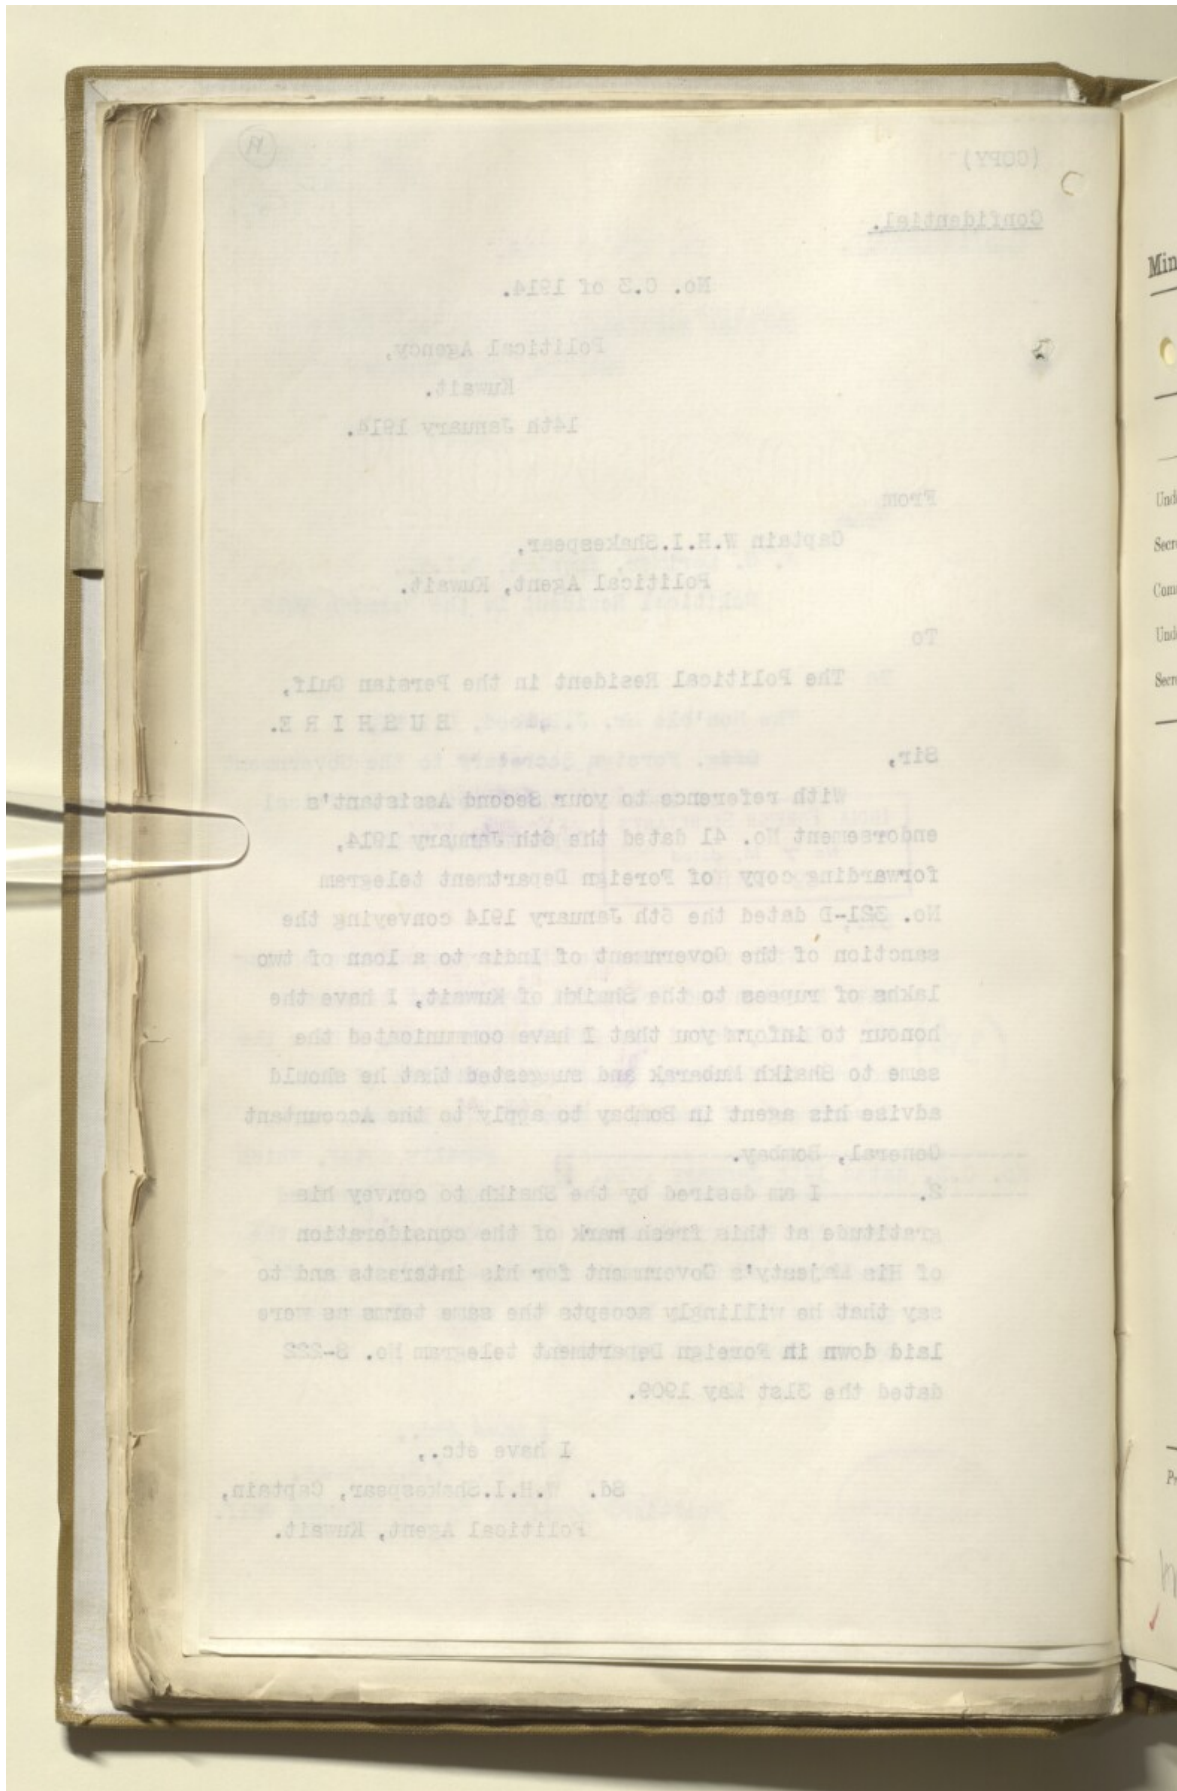 (COPY)
Confidential.
No. C.3 of 1914.
Political Agency,
Kuwait.
14th January 1914.
From
Captain W.H.I.Shakespear,
Political Agent, Kuwait.
To
The Political Resident in the Persian Gulf,
B U S H I R E.
Sir,
With reference to your Second Assistant's
endorsement No. 41 dated the 6th January 1914,
forwarding copy of Foreign Department telegram
No. 321-D dated the 5th January 1914 conveying the
sanction of the Government of India to a loan of two
lakhs of rupees to the Shaikh of Kuwait, I have the
honour to inform you that I have communicated the
same to Shaikh Mubarak and suggested that he should
advise his agent in Bombay to apply to the Accountant
General, Bombay.
2. I am desired by the Shaikh to convey his
gratitude at this fresh mark of the consideration
of His Majesty's Government for his interests and to
say that he willingly accepts the same terms as were
laid down in Foreign Department telegram No. S-222
dated the 31st May 1909.
I have etc.,
Sd. W.H.I.Shakespear, Captain,
Political Agent, Kuwait.
Min
Und
Secre
Com
Und
Secre